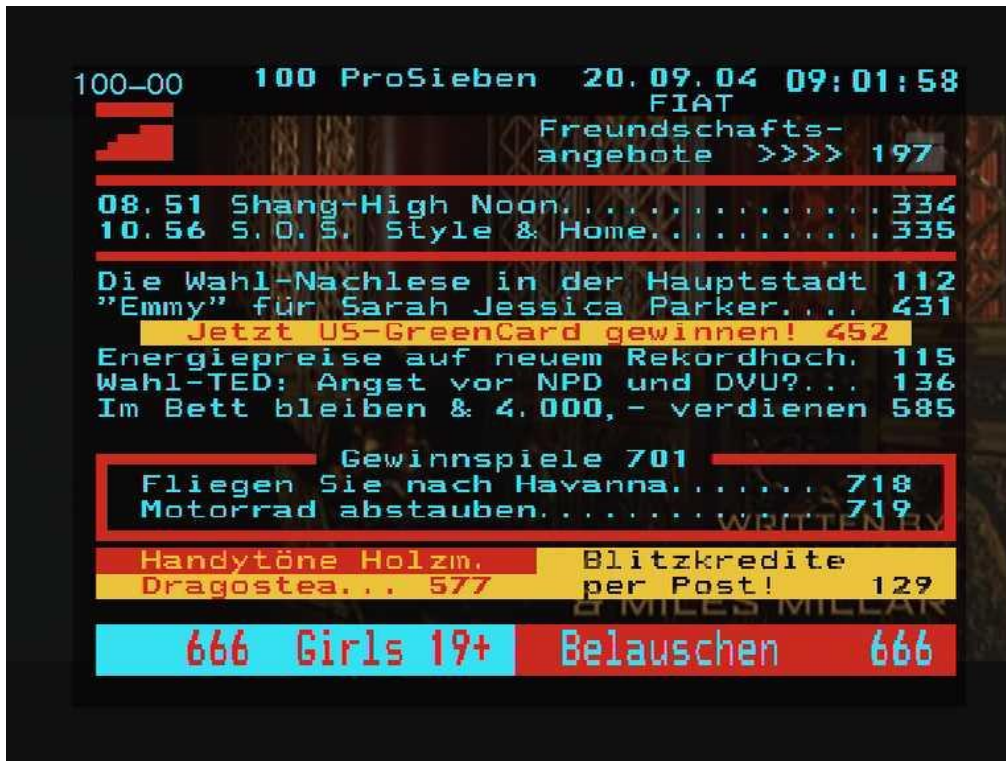 100–00 100 ProSieben 20.09.04 09:01:58
FIAT
Freundschafts-
angebote >>>> 197
08.51 Shang-High Noon...............334
10.56 S.O.S. Style & Home...........335
Die Wahl-Nachlese in der Hauptstadt 112
”Emmy” für Sarah Jessica Parker.... 431
Jetzt US-GreenCard gewinnen! 452
Energiepreise auf neuem Rekordhoch. 115
Wahl-TED: Angst vor NPD und DVU?... 136
Im Bett bleiben & 4.000,- verdienen 585
Gewinnspiele 701
Fliegen Sie nach Havanna....... 718
Motorrad abstauben............. 719
WRITTEN BY
Handytöne Holzm. Blitzkredite
Dragostea... 577 per Post! 129
& MILES MILLAR
666 Girls 19+ Belauschen 666